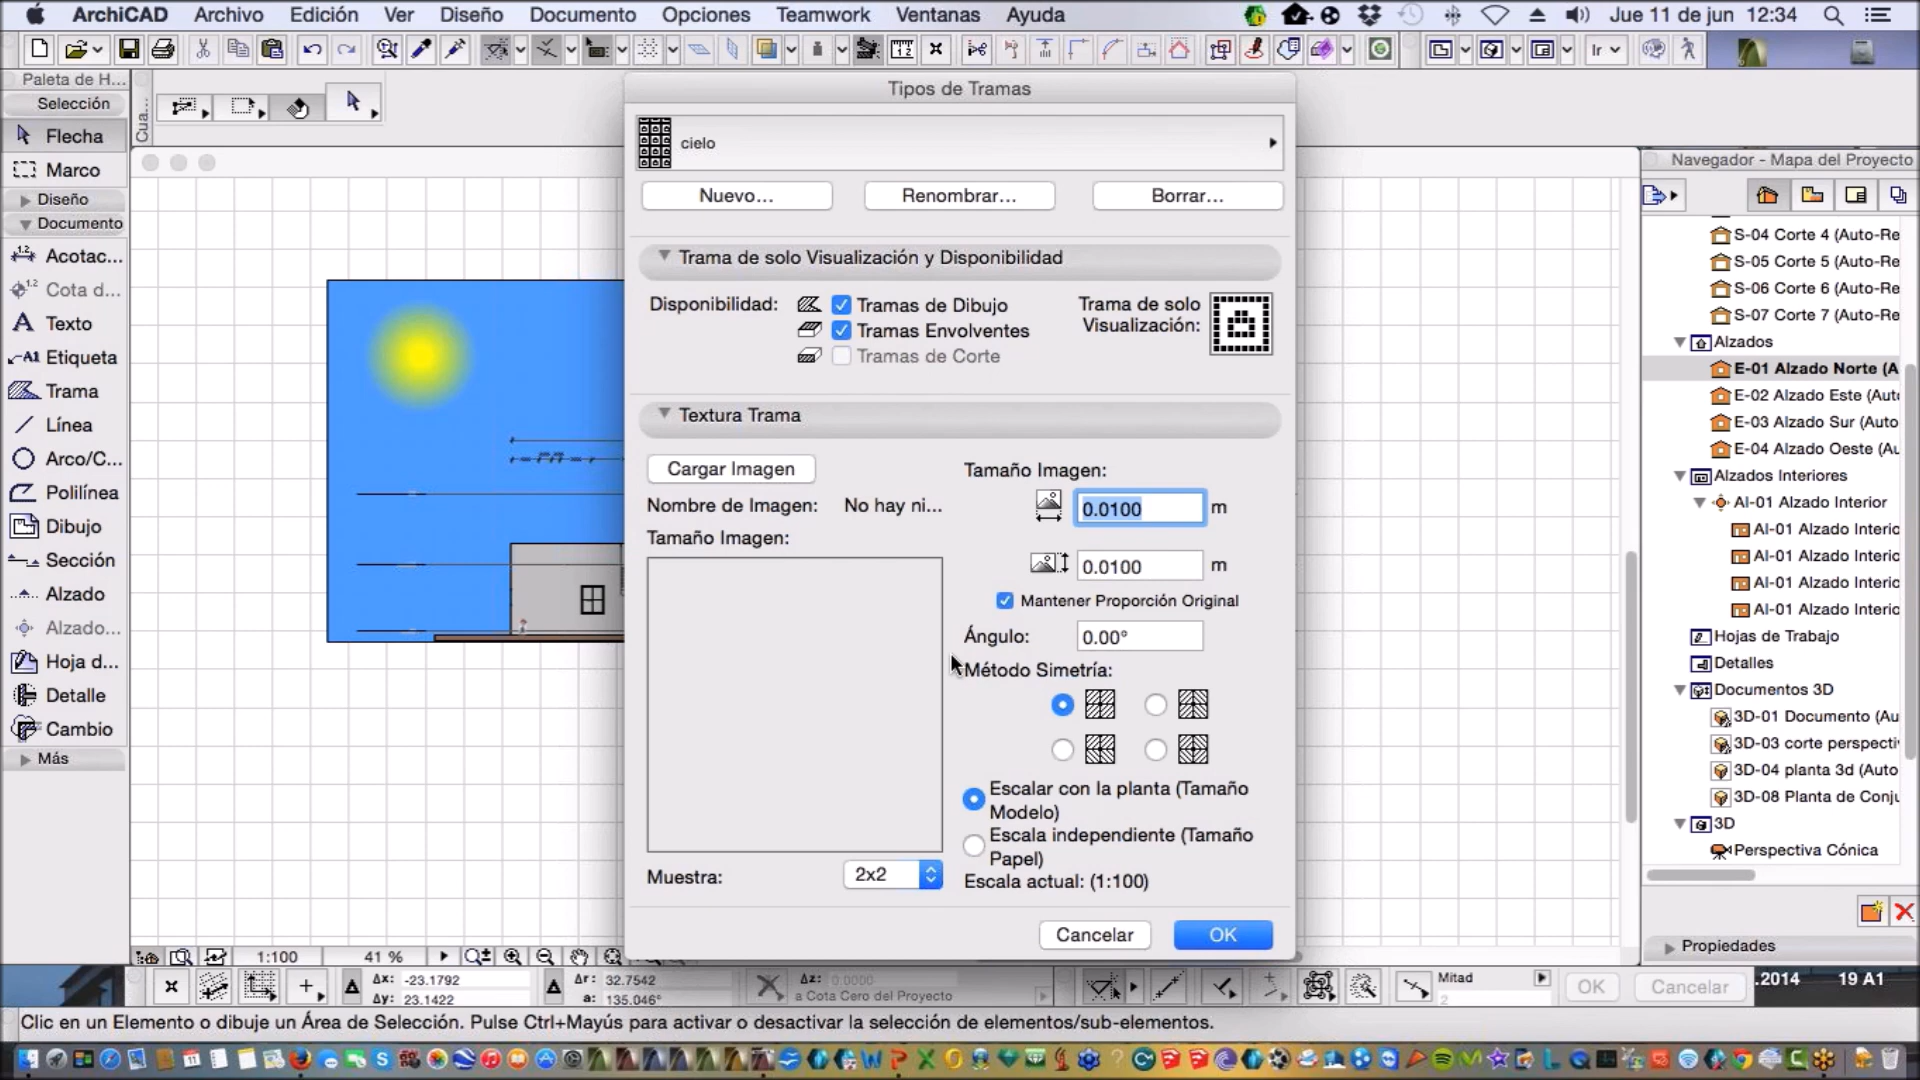 ArchiCAD Archivo Edición Ver Diseño Documento Opciones Teamwork Ventanas Ayuda Jue 11 de jun 12:34
Paleta de H...
Selección
Flecha
Marco
Diseño
Documento
Acotac...
Cota d...
Texto
Etiqueta
Trama
Línea
Arco/C...
Polilínea
Dibujo
Sección
Alzado
Alzado...
Hoja d...
Detalle
Cambio
Más
Cua...
Tipos de Tramas
cielo
Nuevo... Renombrar... Borrar...
Trama de solo Visualización y Disponibilidad
Disponibilidad: Tramas de Dibujo
Tramas Envolventes
Tramas de Corte
Trama de solo
Visualización:
Textura Trama
Cargar Imagen
Nombre de Imagen: No hay ni...
Tamaño Imagen:
Muestra: 2x2
Tamaño Imagen:
0.0100 m
0.0100 m
Mantener Proporción Original
Ángulo: 0.00°
Método Simetría:
Escalar con la planta (Tamaño
Modelo)
Escala independiente (Tamaño
Papel)
Escala actual: (1:100)
Cancelar OK
Navegador - Mapa del Proyecto
S-04 Corte 4 (Auto-Re
S-05 Corte 5 (Auto-Re
S-06 Corte 6 (Auto-Re
S-07 Corte 7 (Auto-Re
Alzados
E-01 Alzado Norte (A
E-02 Alzado Este (Aut
E-03 Alzado Sur (Auto
E-04 Alzado Oeste (Au
Alzados Interiores
AI-01 Alzado Interior
AI-01 Alzado Interio
AI-01 Alzado Interio
AI-01 Alzado Interio
AI-01 Alzado Interio
Hojas de Trabajo
Detalles
Documentos 3D
3D-01 Documento (Au
3D-03 corte perspecti
3D-04 planta 3d (Auto
3D-08 Planta de Conju
3D
Perspectiva Cónica
Propiedades
1:100 41 %
Δx: -23.1792
Δy: 23.1422
Δr: 32.7542
a: 135.046°
Δz: 0.0000
a Cota Cero del Proyecto
Mitad
2
OK Cancelar
.2014 19 A1
Clic en un Elemento o dibuje un Área de Selección. Pulse Ctrl+Mayús para activar o desactivar la selección de elementos/sub-elementos.